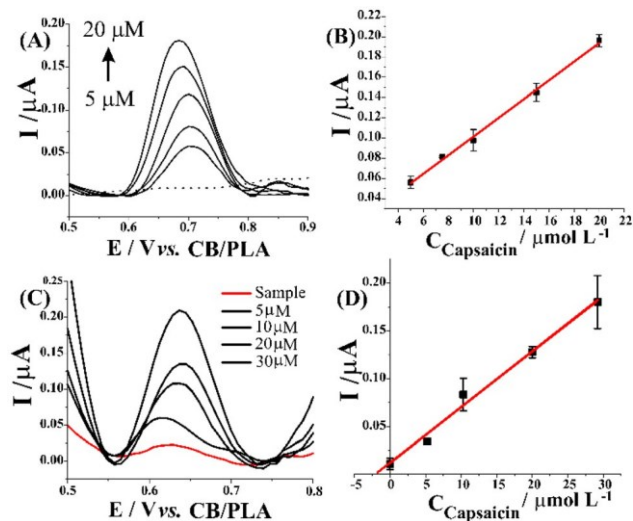 (A)
20 μM
5 μM
I /μA
0.20
0.15
0.10
0.05
0.00
0.5 0.6 0.7 0.8 0.9
E / V vs. CB/PLA
(B)
I /μA
0.20
0.18
0.16
0.14
0.12
0.10
0.08
0.06
0.04
4 6 8 10 12 14 16 18 20 22
C Capsaicin / μmol L⁻¹
(C)
I /μA
0.25
0.20
0.15
0.10
0.05
0.00
Sample
5μM
10μM
20μM
30μM
0.5 0.6 0.7 0.8
E / V vs. CB/PLA
(D)
I /μA
0.20
0.15
0.10
0.05
-5 0 5 10 15 20 25 30
C Capsaicin / μmol L⁻¹